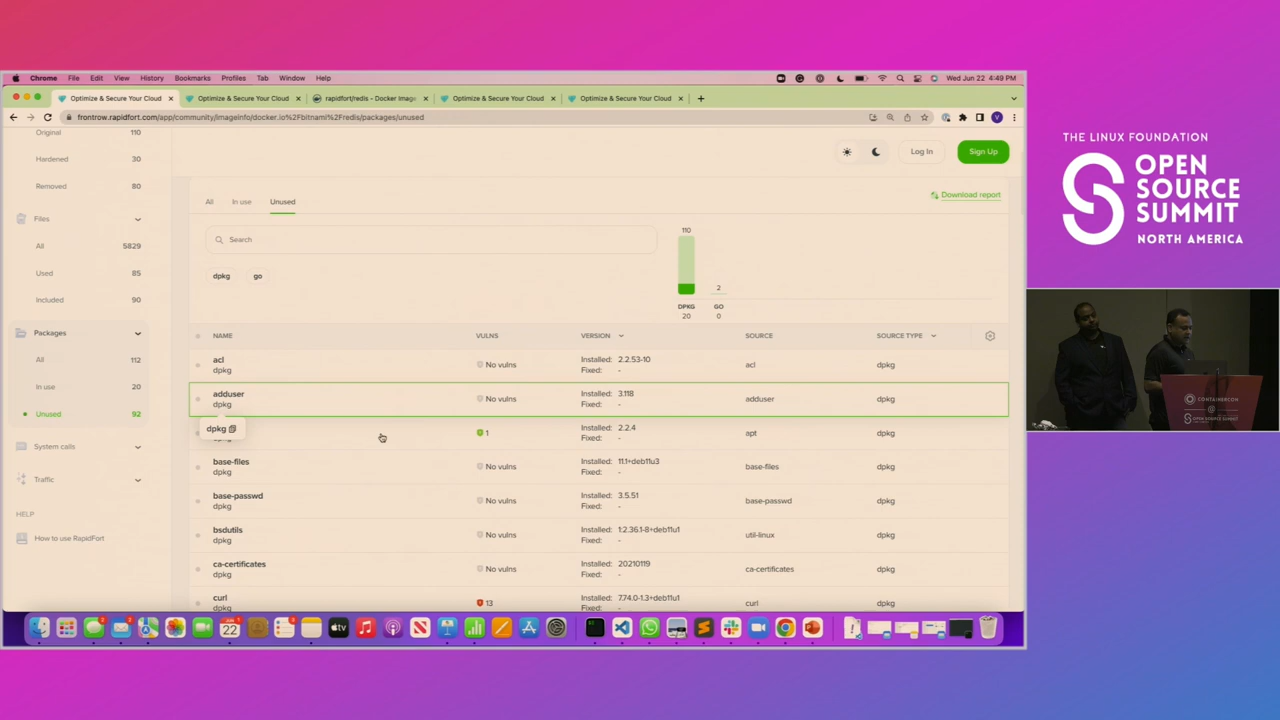 Chrome File Edit View History Bookmarks Profiles Tab Window Help Wed Jun 22 4:49 PM
Optimize & Secure Your Cloud Optimize & Secure Your Cloud rapidfort/redis - Docker Image Optimize & Secure Your Cloud Optimize & Secure Your Cloud
frontrow.rapidfort.com/app/community/imageinfo/docker.io%2Fbitnami%2Fredis/packages/unused
Original 110
Hardened 30
Removed 80
Files
All 5829
Used 85
Included 90
Packages
All 112
In use 20
Unused 92
System calls
Traffic
HELP
How to use RapidFort
Log In Sign Up
All In use Unused Download report
Search
dpkg go
110
2
DPKG GO
20 0
NAME VULNS VERSION SOURCE SOURCE TYPE
acl
dpkg
No vulns
Installed: 2.2.53-10
Fixed: -
acl
dpkg
adduser
dpkg
No vulns
Installed: 3.118
Fixed: -
adduser
dpkg
dpkg
1
Installed: 2.2.4
Fixed: -
apt
dpkg
base-files
dpkg
No vulns
Installed: 11.1+deb11u3
Fixed: -
base-files
dpkg
base-passwd
dpkg
No vulns
Installed: 3.5.51
Fixed: -
base-passwd
dpkg
bsdutils
dpkg
No vulns
Installed: 1:2.36.1-8+deb11u1
Fixed: -
util-linux
dpkg
ca-certificates
dpkg
No vulns
Installed: 20210119
Fixed: -
ca-certificates
dpkg
curl
dpkg
13
Installed: 7.74.0-1.3+deb11u1
Fixed: -
curl
dpkg
22
tv
THE LINUX FOUNDATION
OPEN
SOURCE
SUMMIT
NORTH AMERICA
CONTAINERCON
@
OPEN SOURCE
SUMMIT